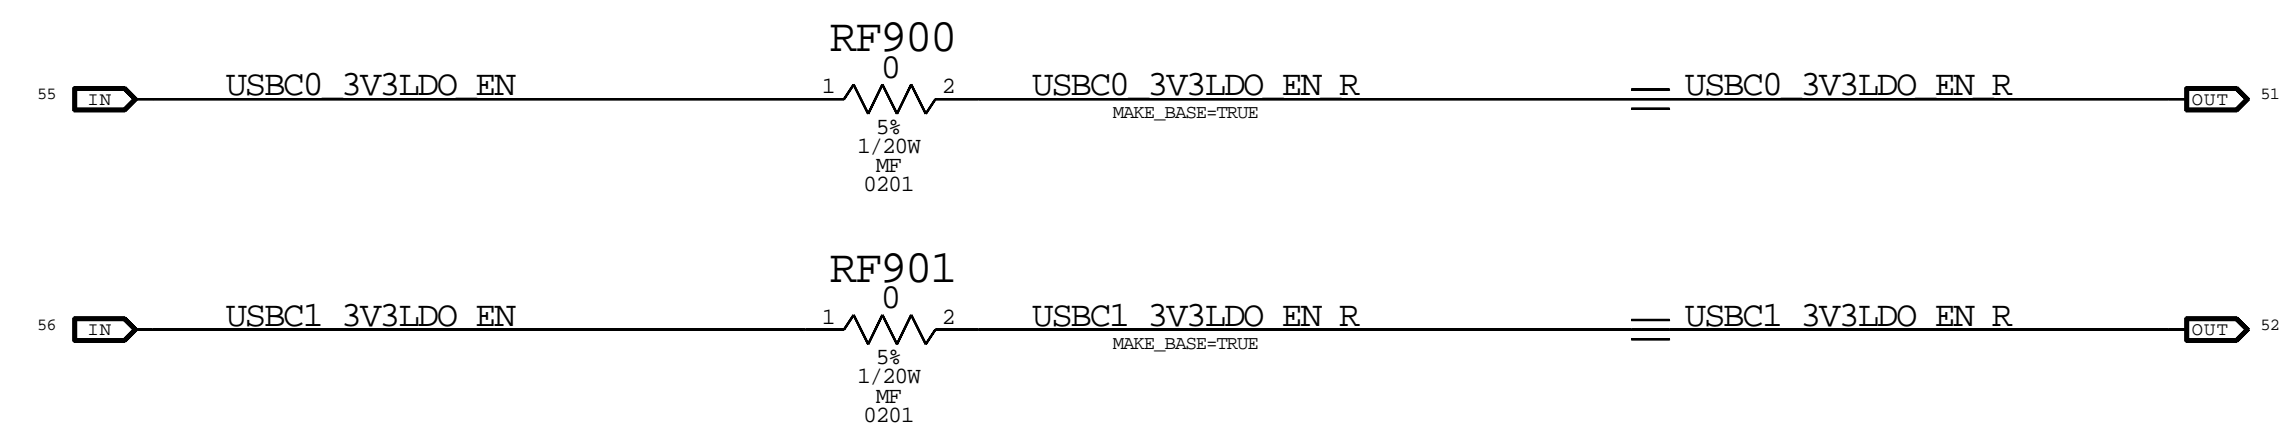 RF900
0
55 IN USBC0_3V3LDO_EN 1 2 USBC0_3V3LDO_EN_R USBC0_3V3LDO_EN_R OUT 51
MAKE_BASE=TRUE
5%
1/20W
MF
0201
RF901
0
56 IN USBC1_3V3LDO_EN 1 2 USBC1_3V3LDO_EN_R USBC1_3V3LDO_EN_R OUT 52
MAKE_BASE=TRUE
5%
1/20W
MF
0201